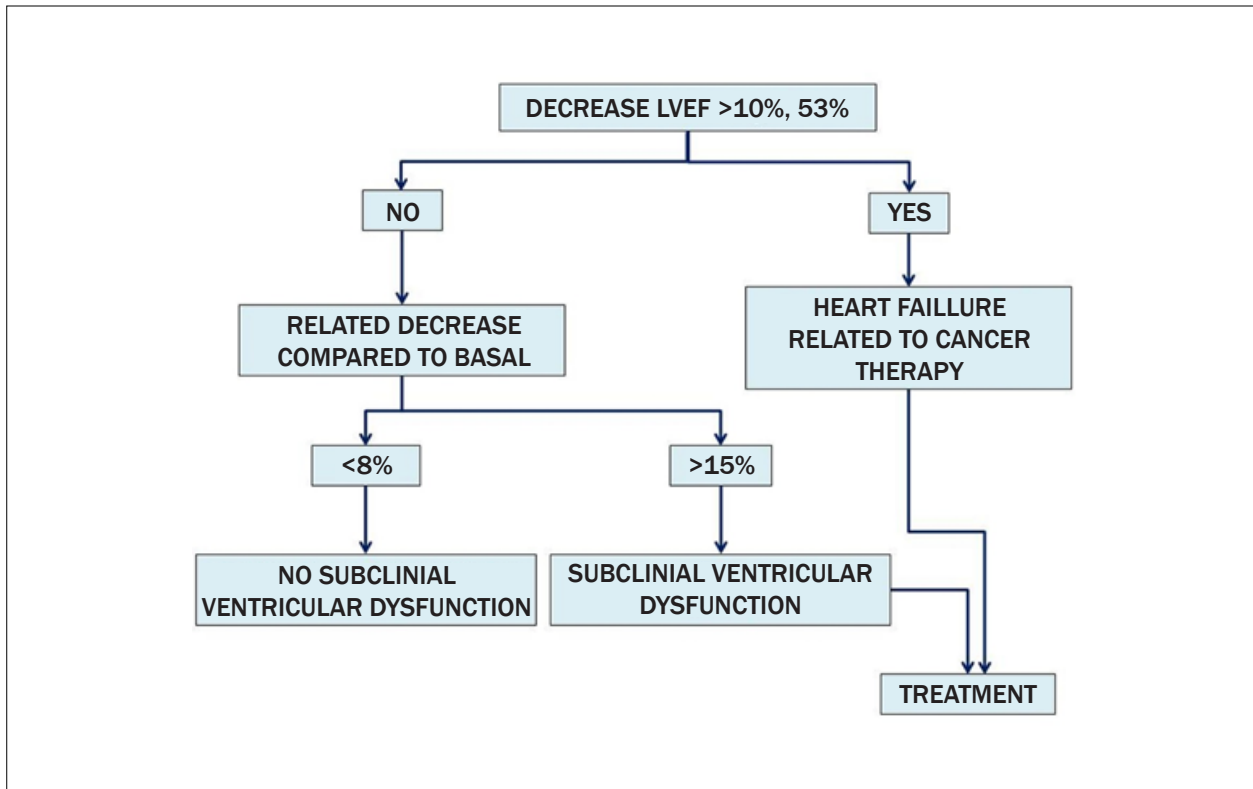 DECREASE LVEF >10%, 53%
NO
YES
RELATED DECREASE
COMPARED TO BASAL
HEART FAILLURE
RELATED TO CANCER
THERAPY
<8%
>15%
NO SUBCLINIAL
VENTRICULAR DYSFUNCTION
SUBCLINIAL VENTRICULAR
DYSFUNCTION
TREATMENT